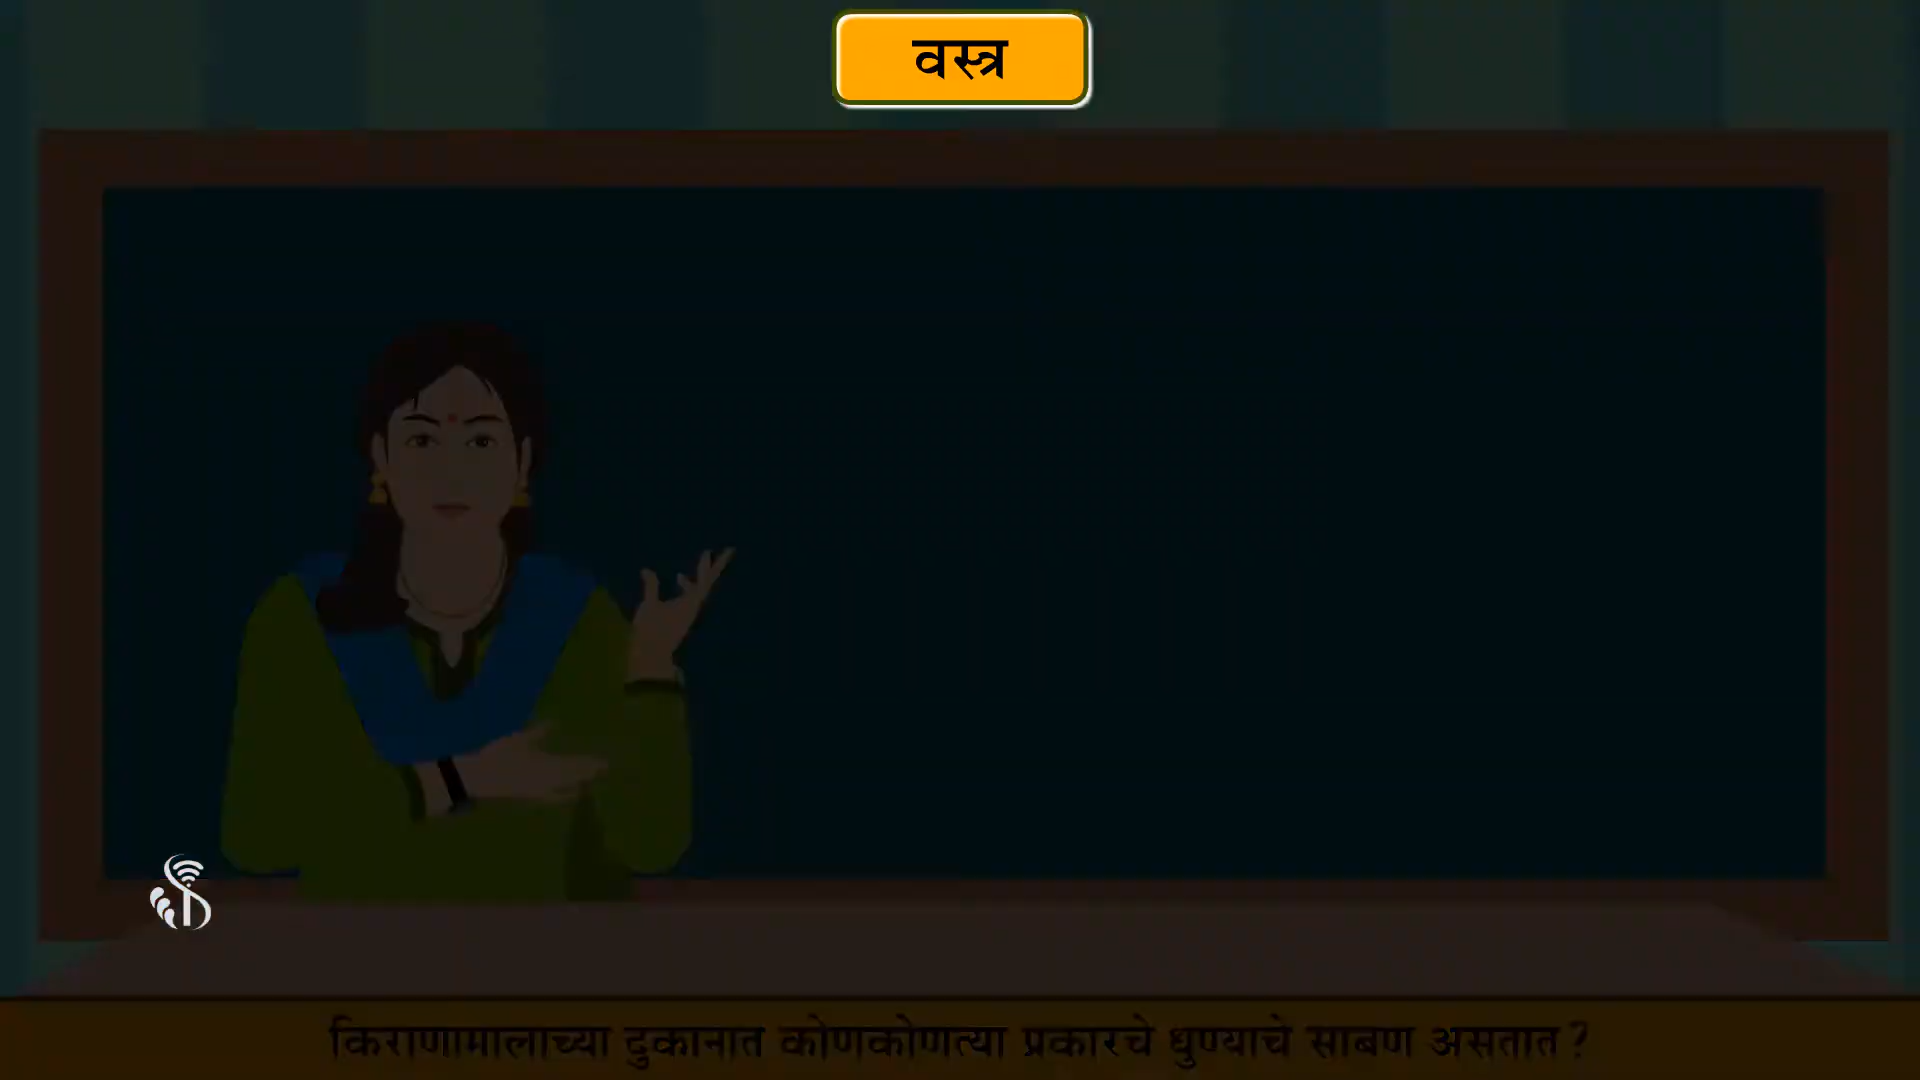 वस्त्र
किराणामालाच्या दुकानात कोणकोणत्या प्रकारचे धुण्याचे साबण असतात ?